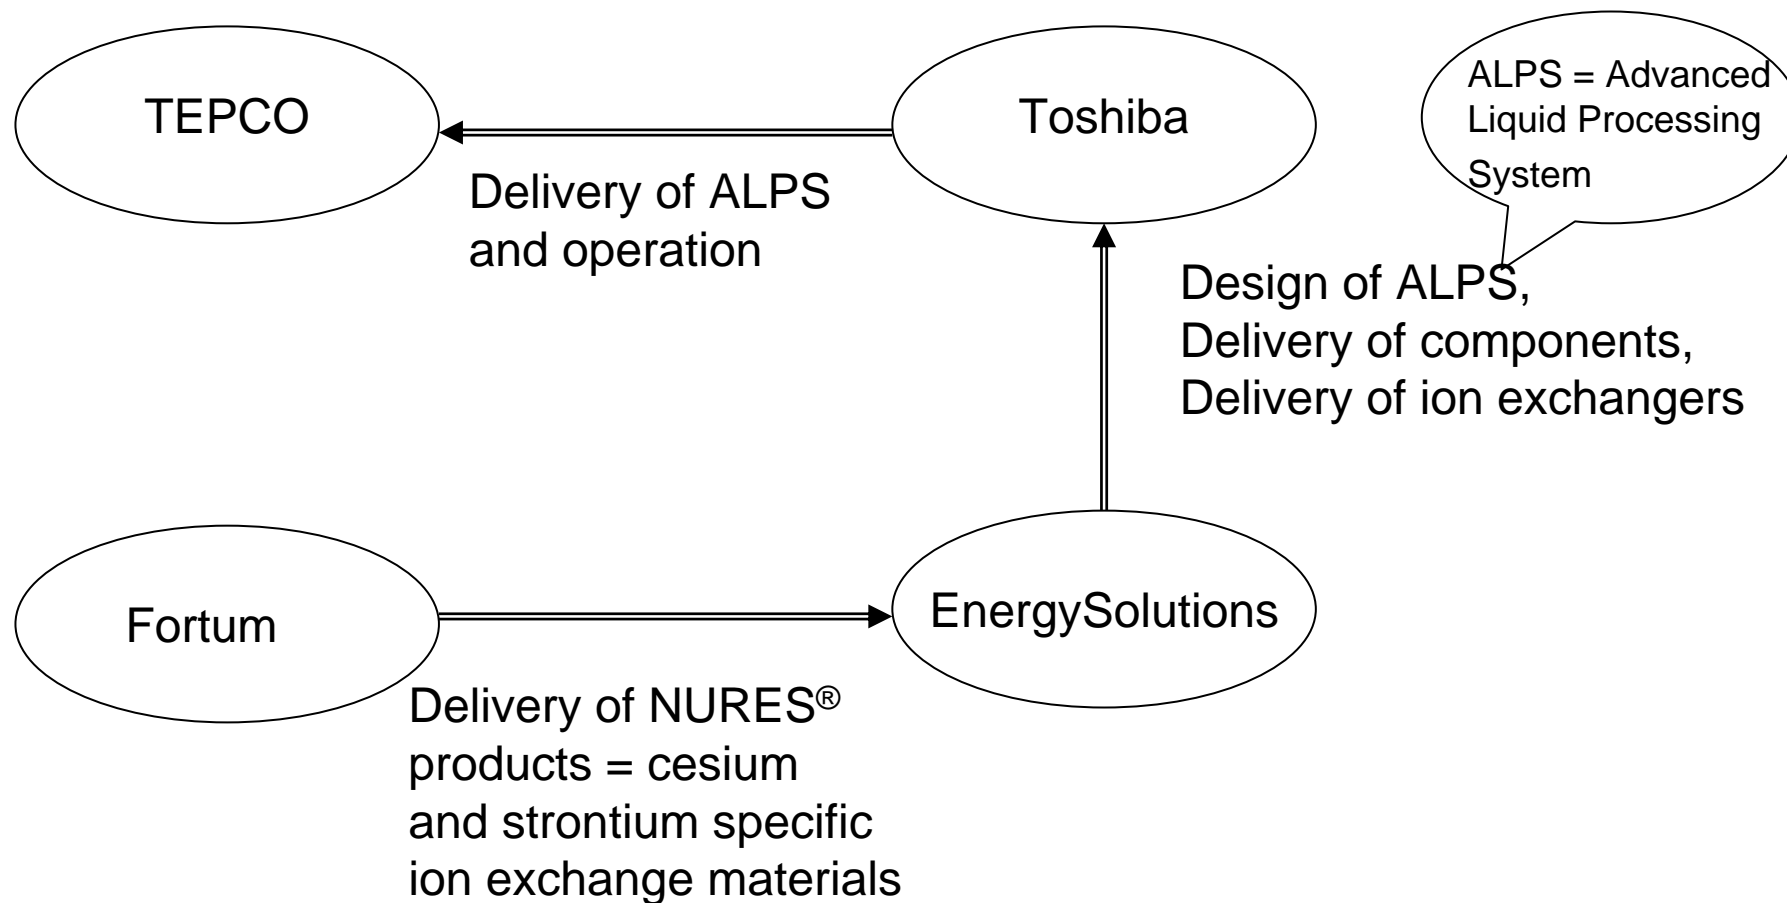 TEPCO
Toshiba
ALPS = Advanced
Liquid Processing
System
Delivery of ALPS
and operation
Design of ALPS,
Delivery of components,
Delivery of ion exchangers
Fortum
EnergySolutions
Delivery of NURES®
products = cesium
and strontium specific
ion exchange materials